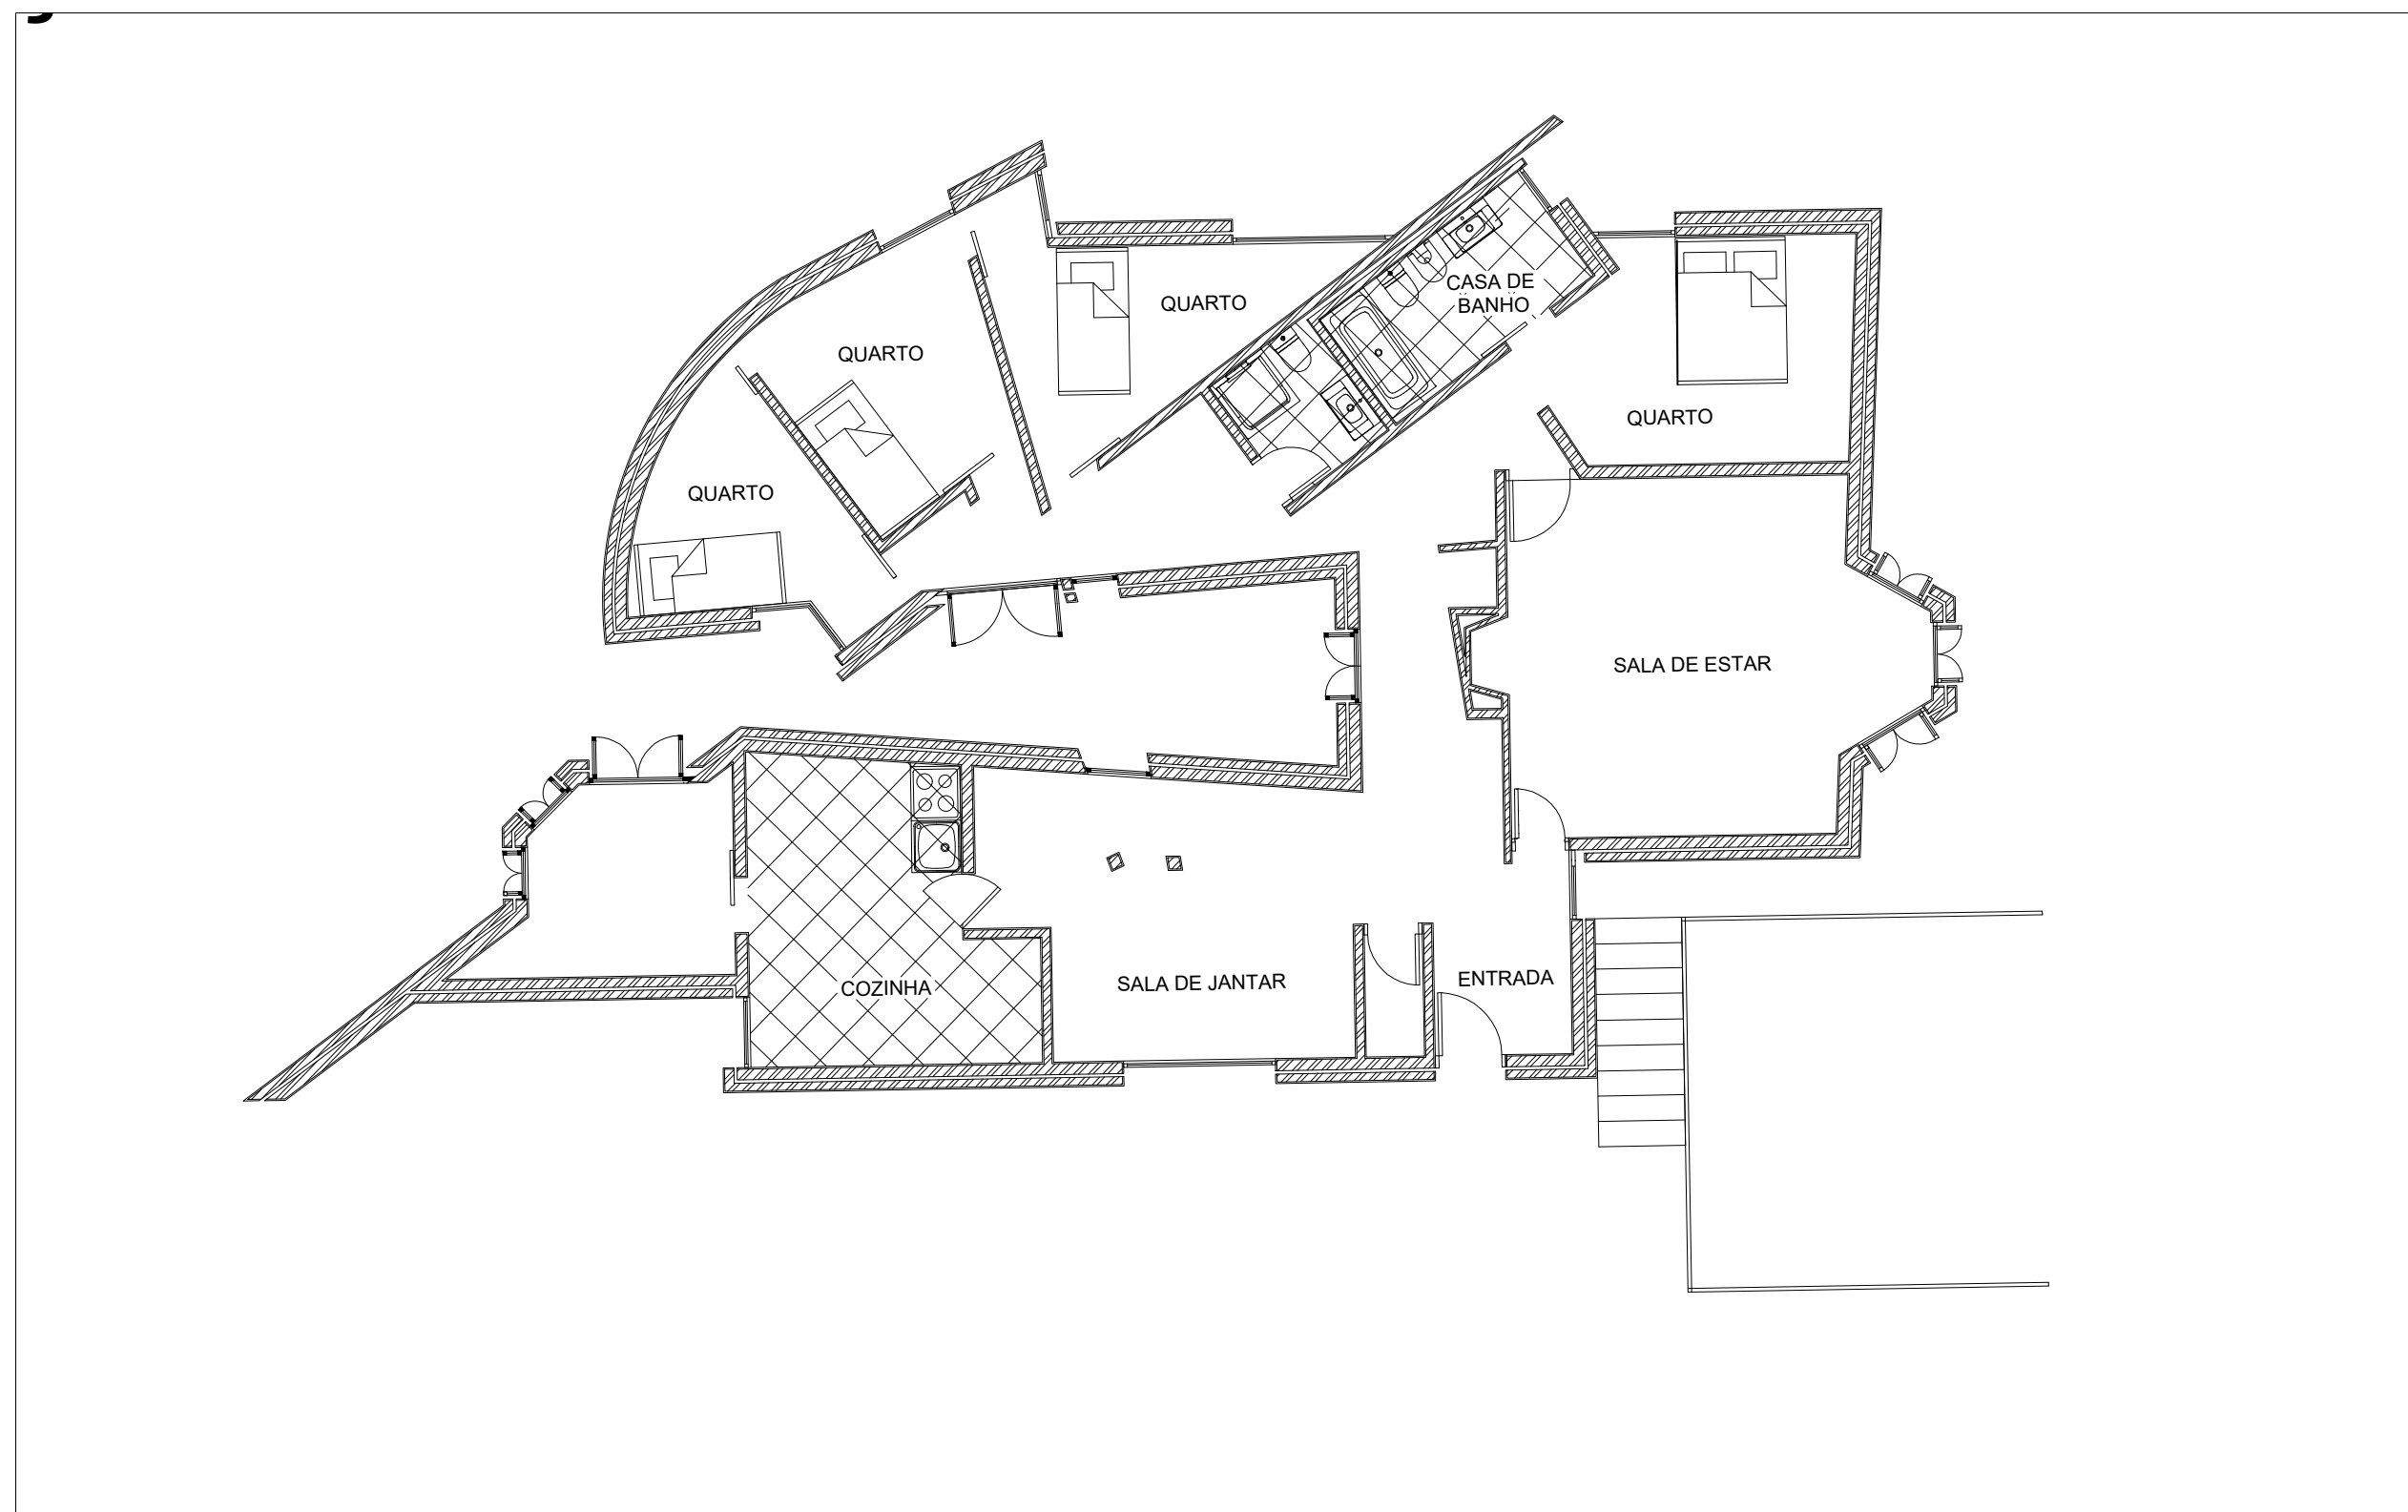 CASA DE
BANHO
QUARTO
QUARTO
QUARTO
QUARTO
SALA DE ESTAR
COZINHA
SALA DE JANTAR
ENTRADA